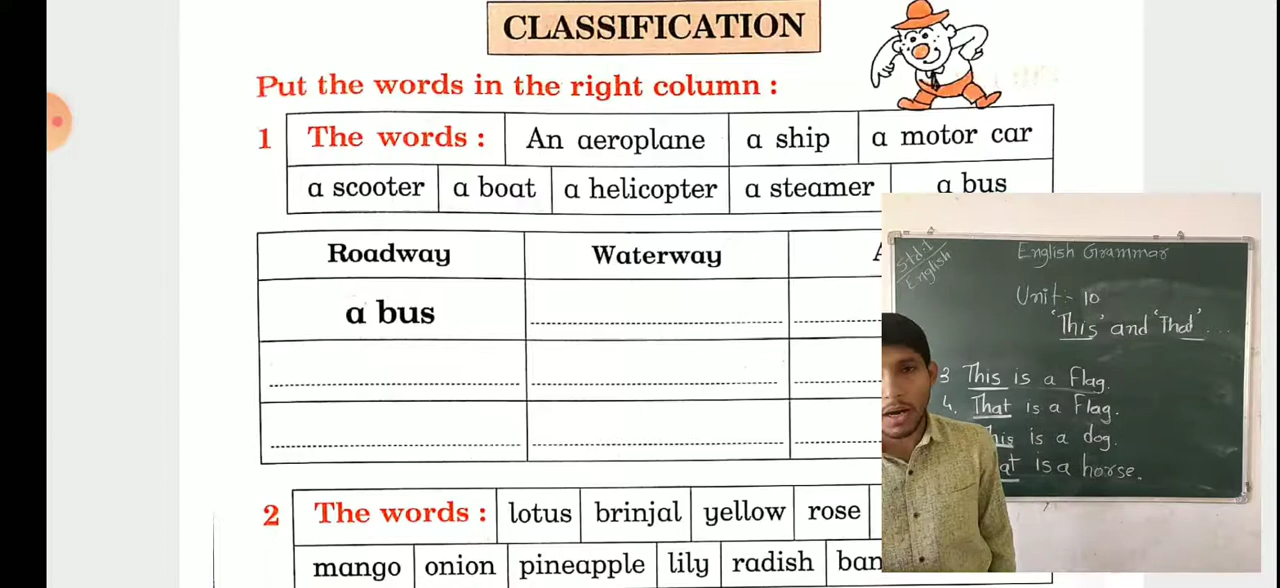 CLASSIFICATION
Put the words in the right column :
1 The words : An aeroplane a ship a motor car
a scooter a boat a helicopter a steamer a bus
Roadway Waterway
a bus
2 The words : lotus brinjal yellow rose
mango onion pineapple lily radish
Std:1
English
English Grammar
Unit:- 10
'This' and 'That' ...
3 This is a flag.
4. That is a flag.
is a dog.
is a horse.